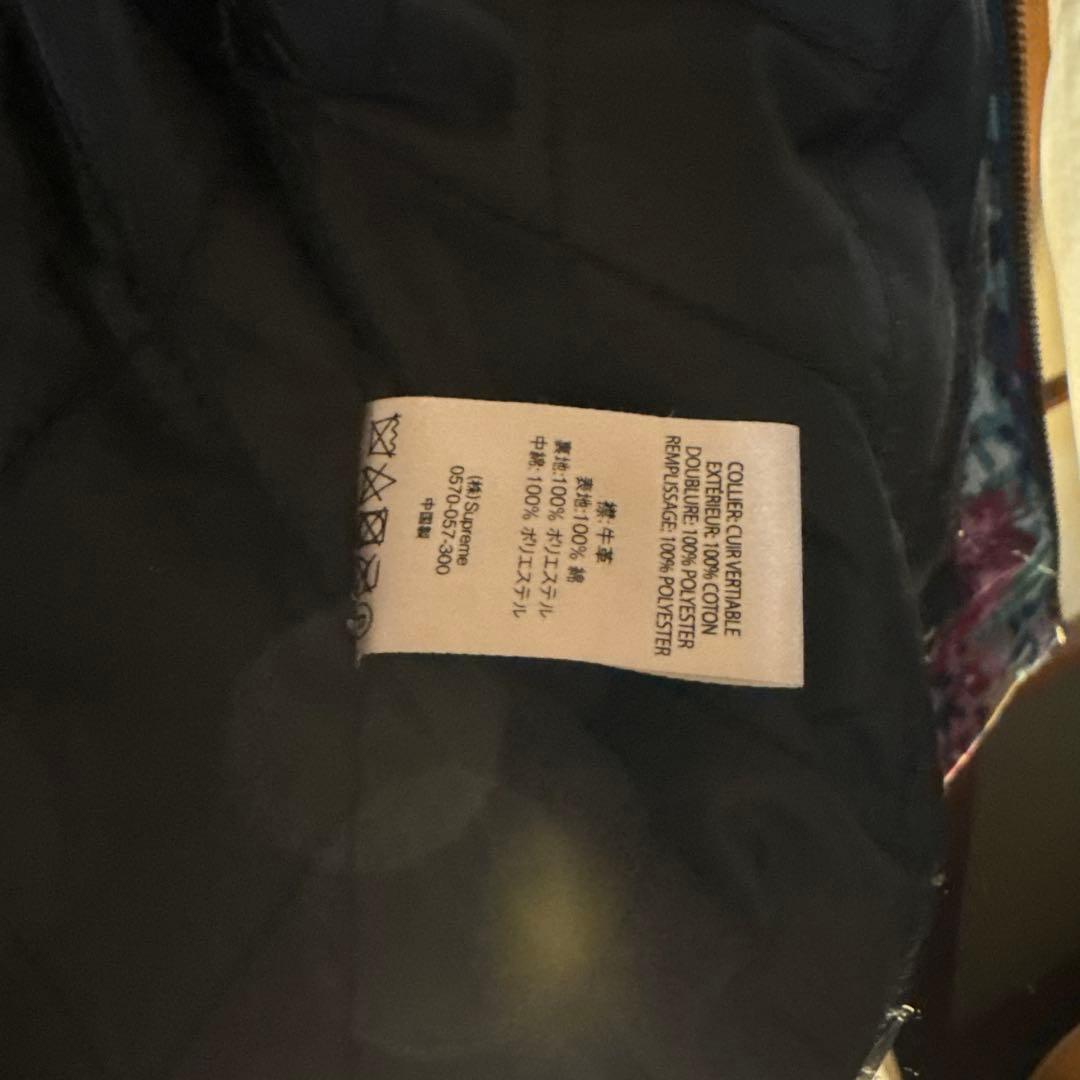 COLLIER: CUIR VERTIABLE
EXTÉRIEUR: 100% COTON
DOUBLURE: 100% POLYESTER
REMPLISSAGE: 100% POLYESTER
襟: 牛革
表地:100% 綿
裏地:100% ポリエステル
中綿: 100% ポリエステル
(株)Supreme
0570-057-300
中国製